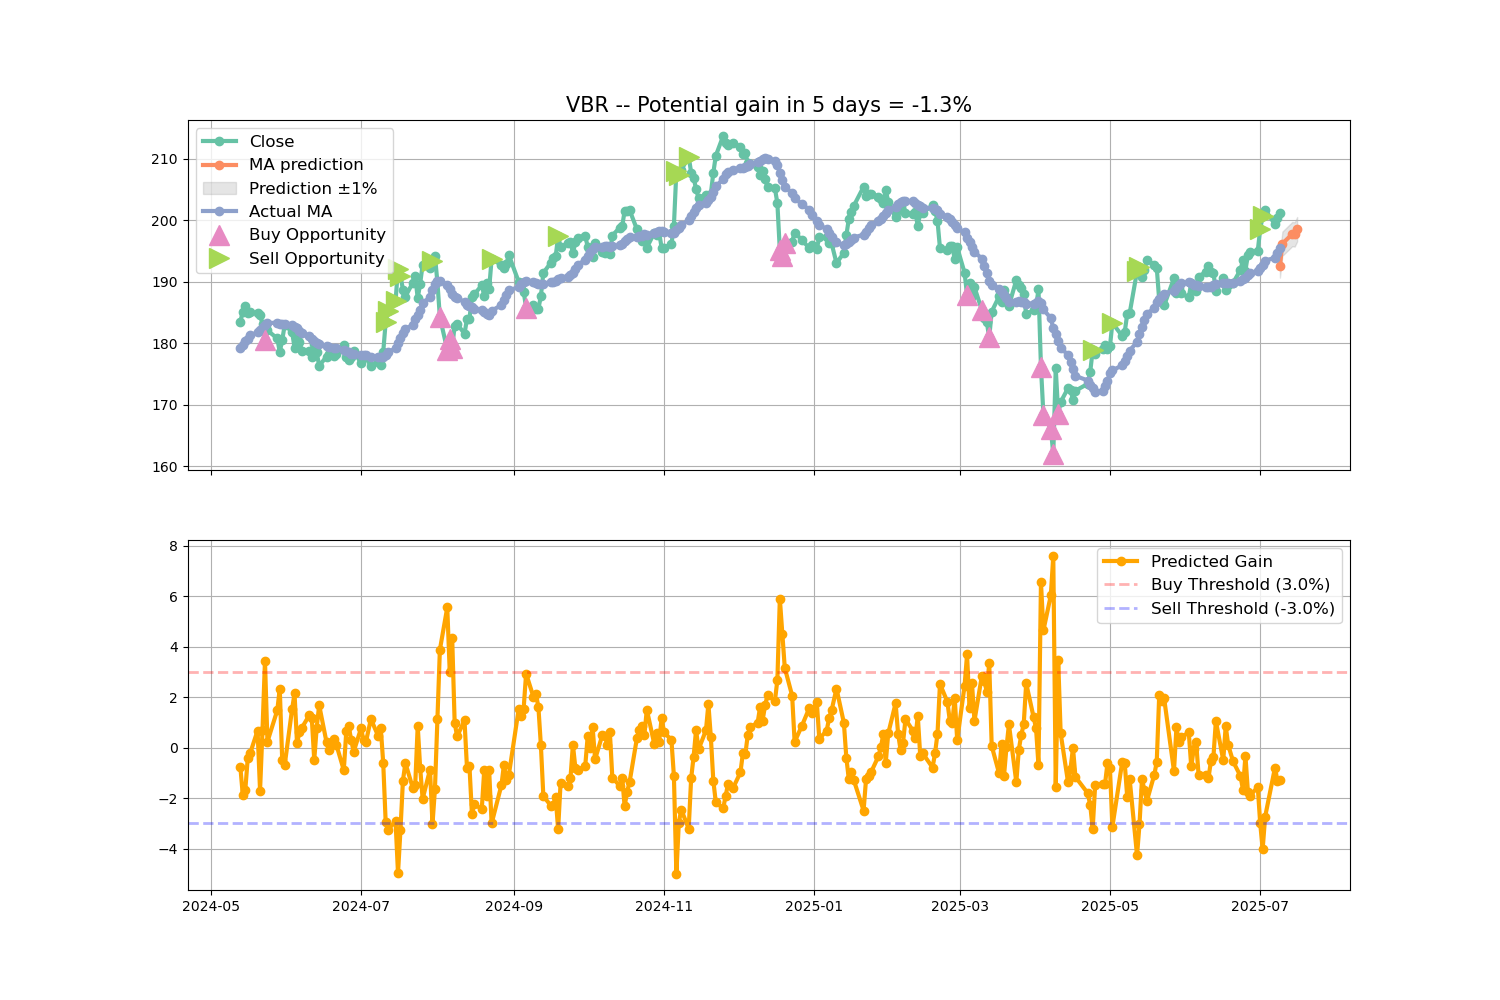 VBR -- Potential gain in 5 days = -1.3%
Close
MA prediction
Prediction ±1%
Actual MA
Buy Opportunity
Sell Opportunity
210
200
190
180
170
160
8
6
4
2
0
−2
−4
Predicted Gain
Buy Threshold (3.0%)
Sell Threshold (-3.0%)
2024-05 2024-07 2024-09 2024-11 2025-01 2025-03 2025-05 2025-07